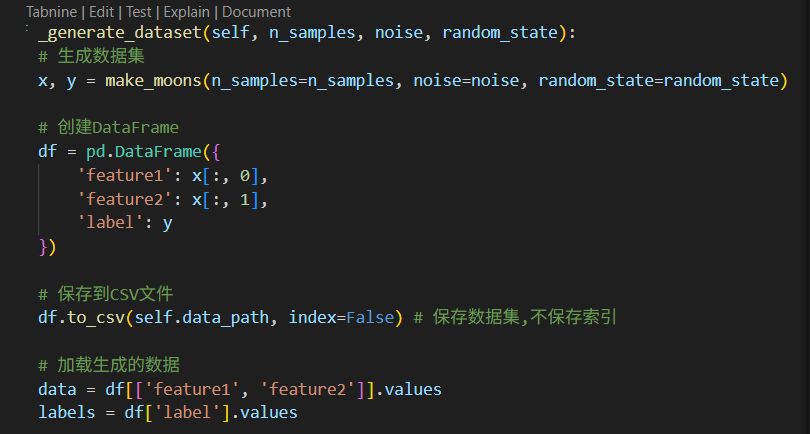 Tabnine | Edit | Test | Explain | Document
_generate_dataset(self, n_samples, noise, random_state):
# 生成数据集
x, y = make_moons(n_samples=n_samples, noise=noise, random_state=random_state)
# 创建DataFrame
df = pd.DataFrame({
'feature1': x[:, 0],
'feature2': x[:, 1],
'label': y
})
# 保存到CSV文件
df.to_csv(self.data_path, index=False) # 保存数据集,不保存索引
# 加载生成的数据
data = df[['feature1', 'feature2']].values
labels = df['label'].values